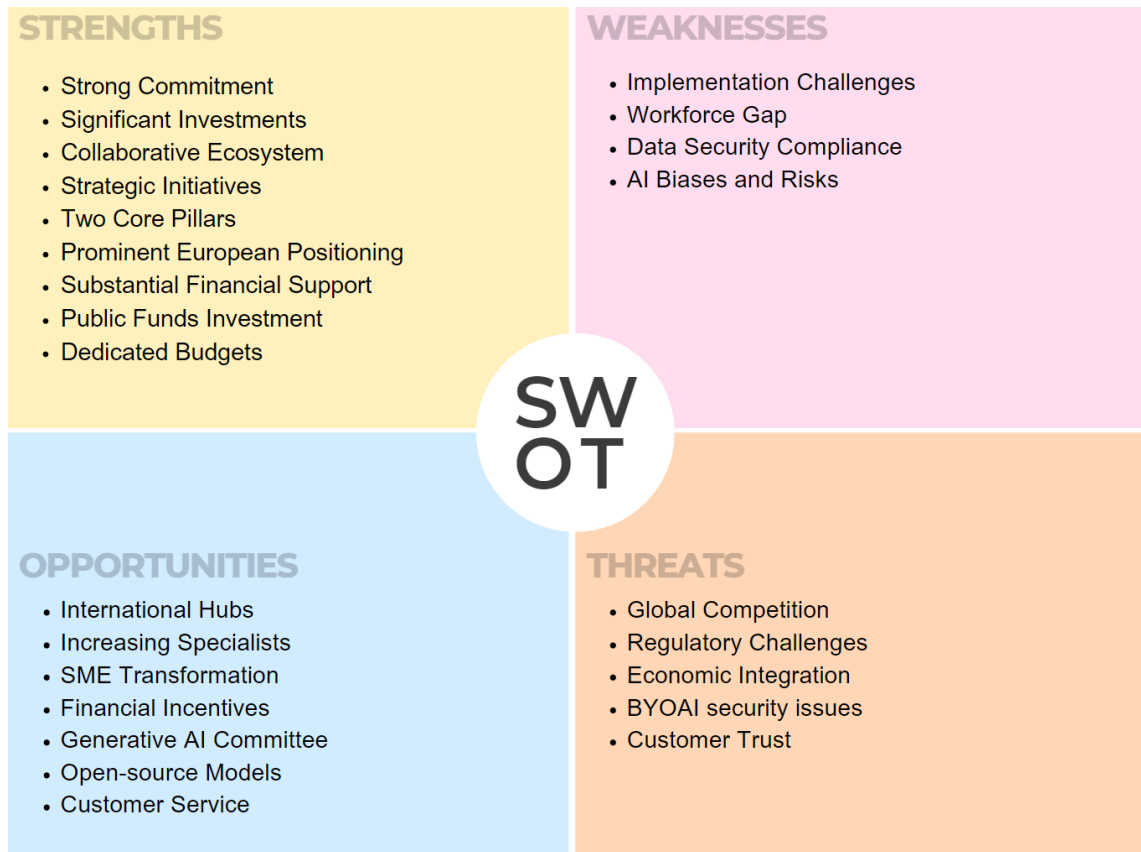 STRENGTHS
• Strong Commitment
• Significant Investments
• Collaborative Ecosystem
• Strategic Initiatives
• Two Core Pillars
• Prominent European Positioning
• Substantial Financial Support
• Public Funds Investment
• Dedicated Budgets
WEAKNESSES
• Implementation Challenges
• Workforce Gap
• Data Security Compliance
• AI Biases and Risks
SW
OT
OPPORTUNITIES
• International Hubs
• Increasing Specialists
• SME Transformation
• Financial Incentives
• Generative AI Committee
• Open-source Models
• Customer Service
THREATS
• Global Competition
• Regulatory Challenges
• Economic Integration
• BYOAI security issues
• Customer Trust